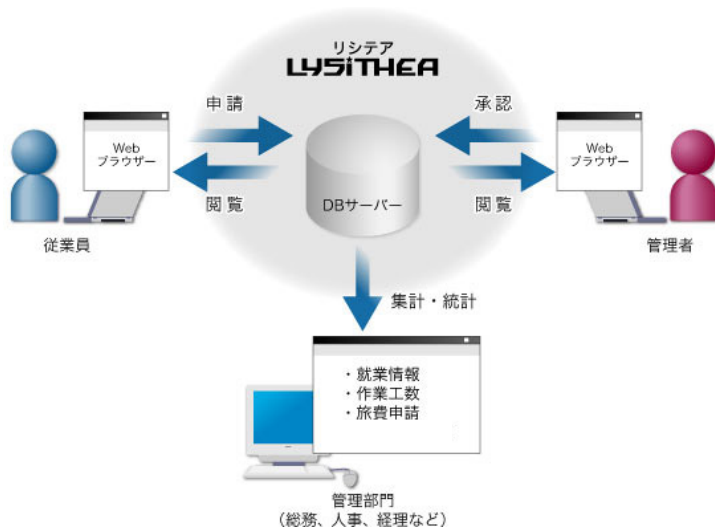 リシテア
LYSITHEA
申請
承認
Web
ブラウザー
Web
ブラウザー
DBサーバー
閲覧
閲覧
従業員
管理者
集計・統計
・就業情報
・作業工数
・旅費申請
管理部門
（総務、人事、経理など）